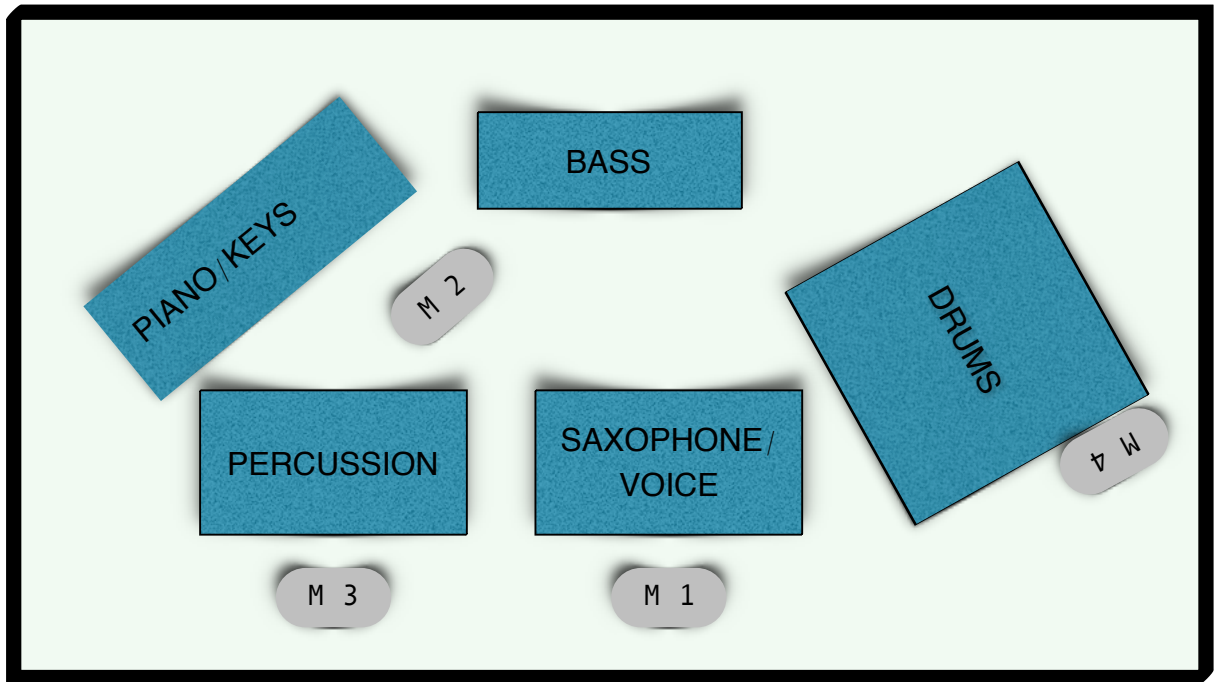 BASS
PIANO/KEYS
M 2
DRUMS
PERCUSSION
SAXOPHONE/
VOICE
M 4
M 3
M 1